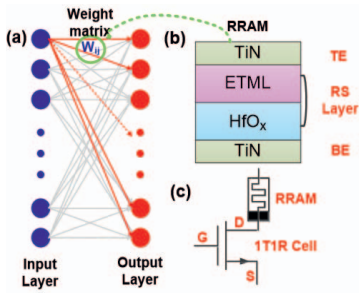 (a)
Weight
matrix
Wij
Input
Layer
Output
Layer
(b)
RRAM
TiN
TE
ETML
HfOx
RS
Layer
TiN
BE
(c)
RRAM
D
G
1T1R Cell
S